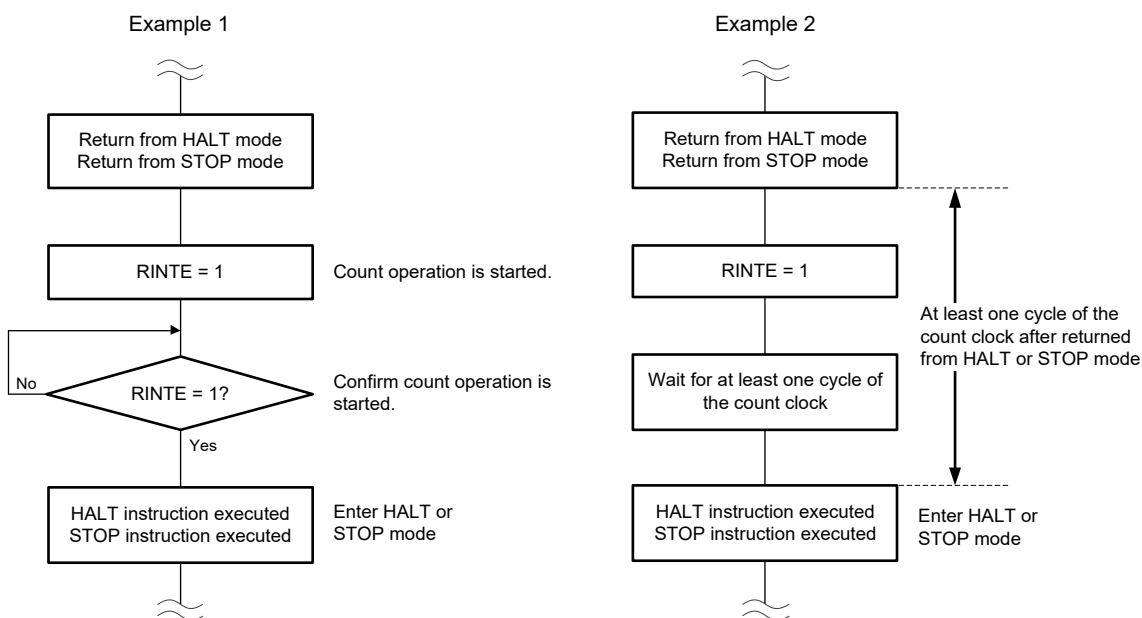 Example 1
Return from HALT mode
Return from STOP mode
RINTE = 1
Count operation is started.
No
RINTE = 1?
Confirm count operation is
started.
Yes
HALT instruction executed
STOP instruction executed
Enter HALT or
STOP mode
Example 2
Return from HALT mode
Return from STOP mode
RINTE = 1
At least one cycle of the
count clock after returned
from HALT or STOP mode
Wait for at least one cycle of
the count clock
HALT instruction executed
STOP instruction executed
Enter HALT or
STOP mode